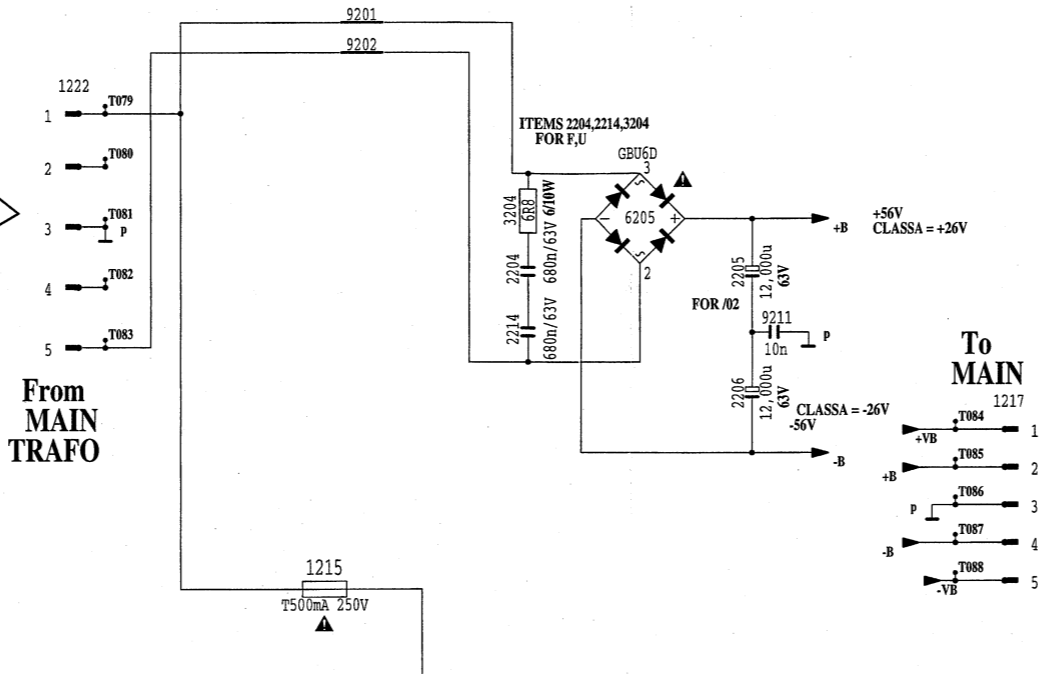 9201
9202
1222
1 T079
2 T080
3 T081
p
4 T082
5 T083
From
MAIN
TRAFO
ITEMS 2204,2214,3204
FOR F,U
GBU6D
3
~
- 6205 +
~
2
3204
6R8
6/10W
2204
680n/63V
2214
680n/63V
+B
+56V
CLASSA = +26V
2205
12,000u
63V
FOR /02
9211
10n
p
2206
12,000u
63V
CLASSA = -26V
-56V
-B
To
MAIN
1217
+VB T084 1
+B T085 2
p T086 3
-B T087 4
-VB T088 5
1215
T500mA 250V